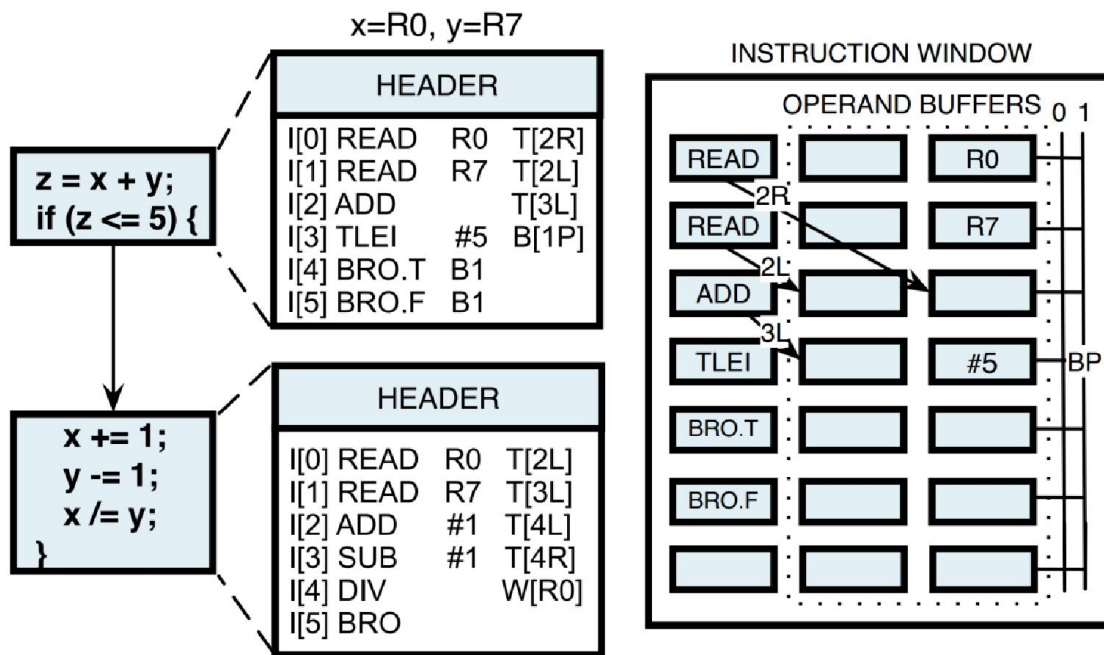 x=R0, y=R7
z = x + y;
if (z <= 5) {
HEADER
I[0] READ R0 T[2R]
I[1] READ R7 T[2L]
I[2] ADD T[3L]
I[3] TLEI #5 B[1P]
I[4] BRO.T B1
I[5] BRO.F B1
x += 1;
y -= 1;
x /= y;
}
HEADER
I[0] READ R0 T[2L]
I[1] READ R7 T[3L]
I[2] ADD #1 T[4L]
I[3] SUB #1 T[4R]
I[4] DIV W[R0]
I[5] BRO
INSTRUCTION WINDOW
OPERAND BUFFERS 0 1
READ R0
2R
READ R7
2L
ADD
3L
TLEI #5 BP
BRO.T
BRO.F